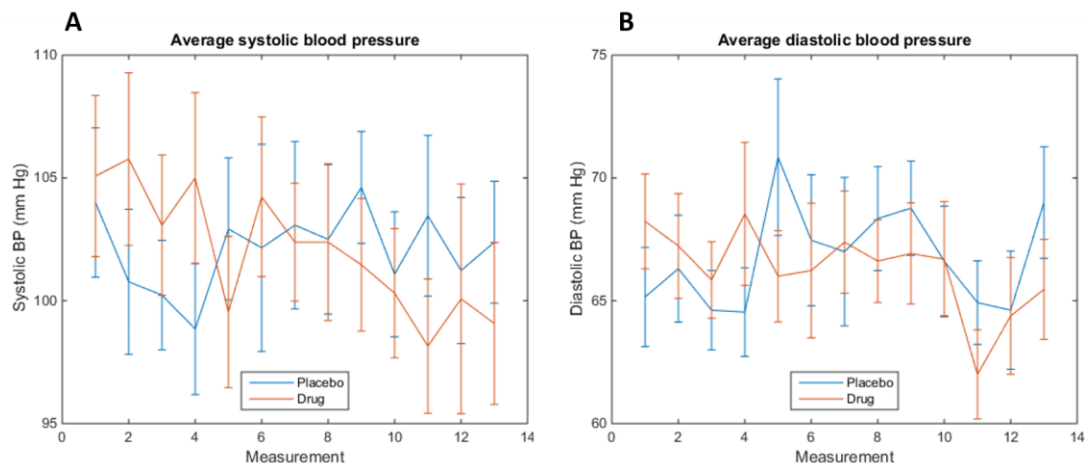 A
Average systolic blood pressure
110
105
100
95
Systolic BP (mm Hg)
Placebo
Drug
0 2 4 6 8 10 12 14
Measurement
B
Average diastolic blood pressure
75
70
65
60
Diastolic BP (mm Hg)
Placebo
Drug
0 2 4 6 8 10 12 14
Measurement